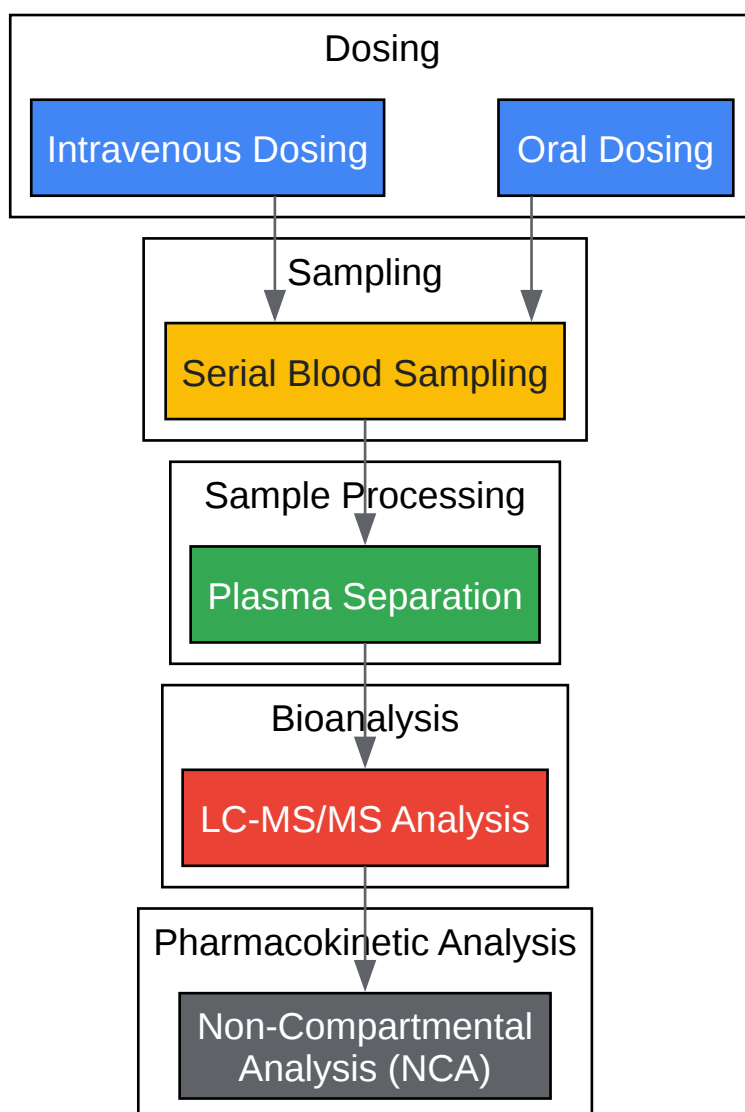 Dosing
Intravenous Dosing
Oral Dosing
Sampling
Serial Blood Sampling
Sample Processing
Plasma Separation
Bioanalysis
LC-MS/MS Analysis
Pharmacokinetic Analysis
Non-Compartmental
Analysis (NCA)